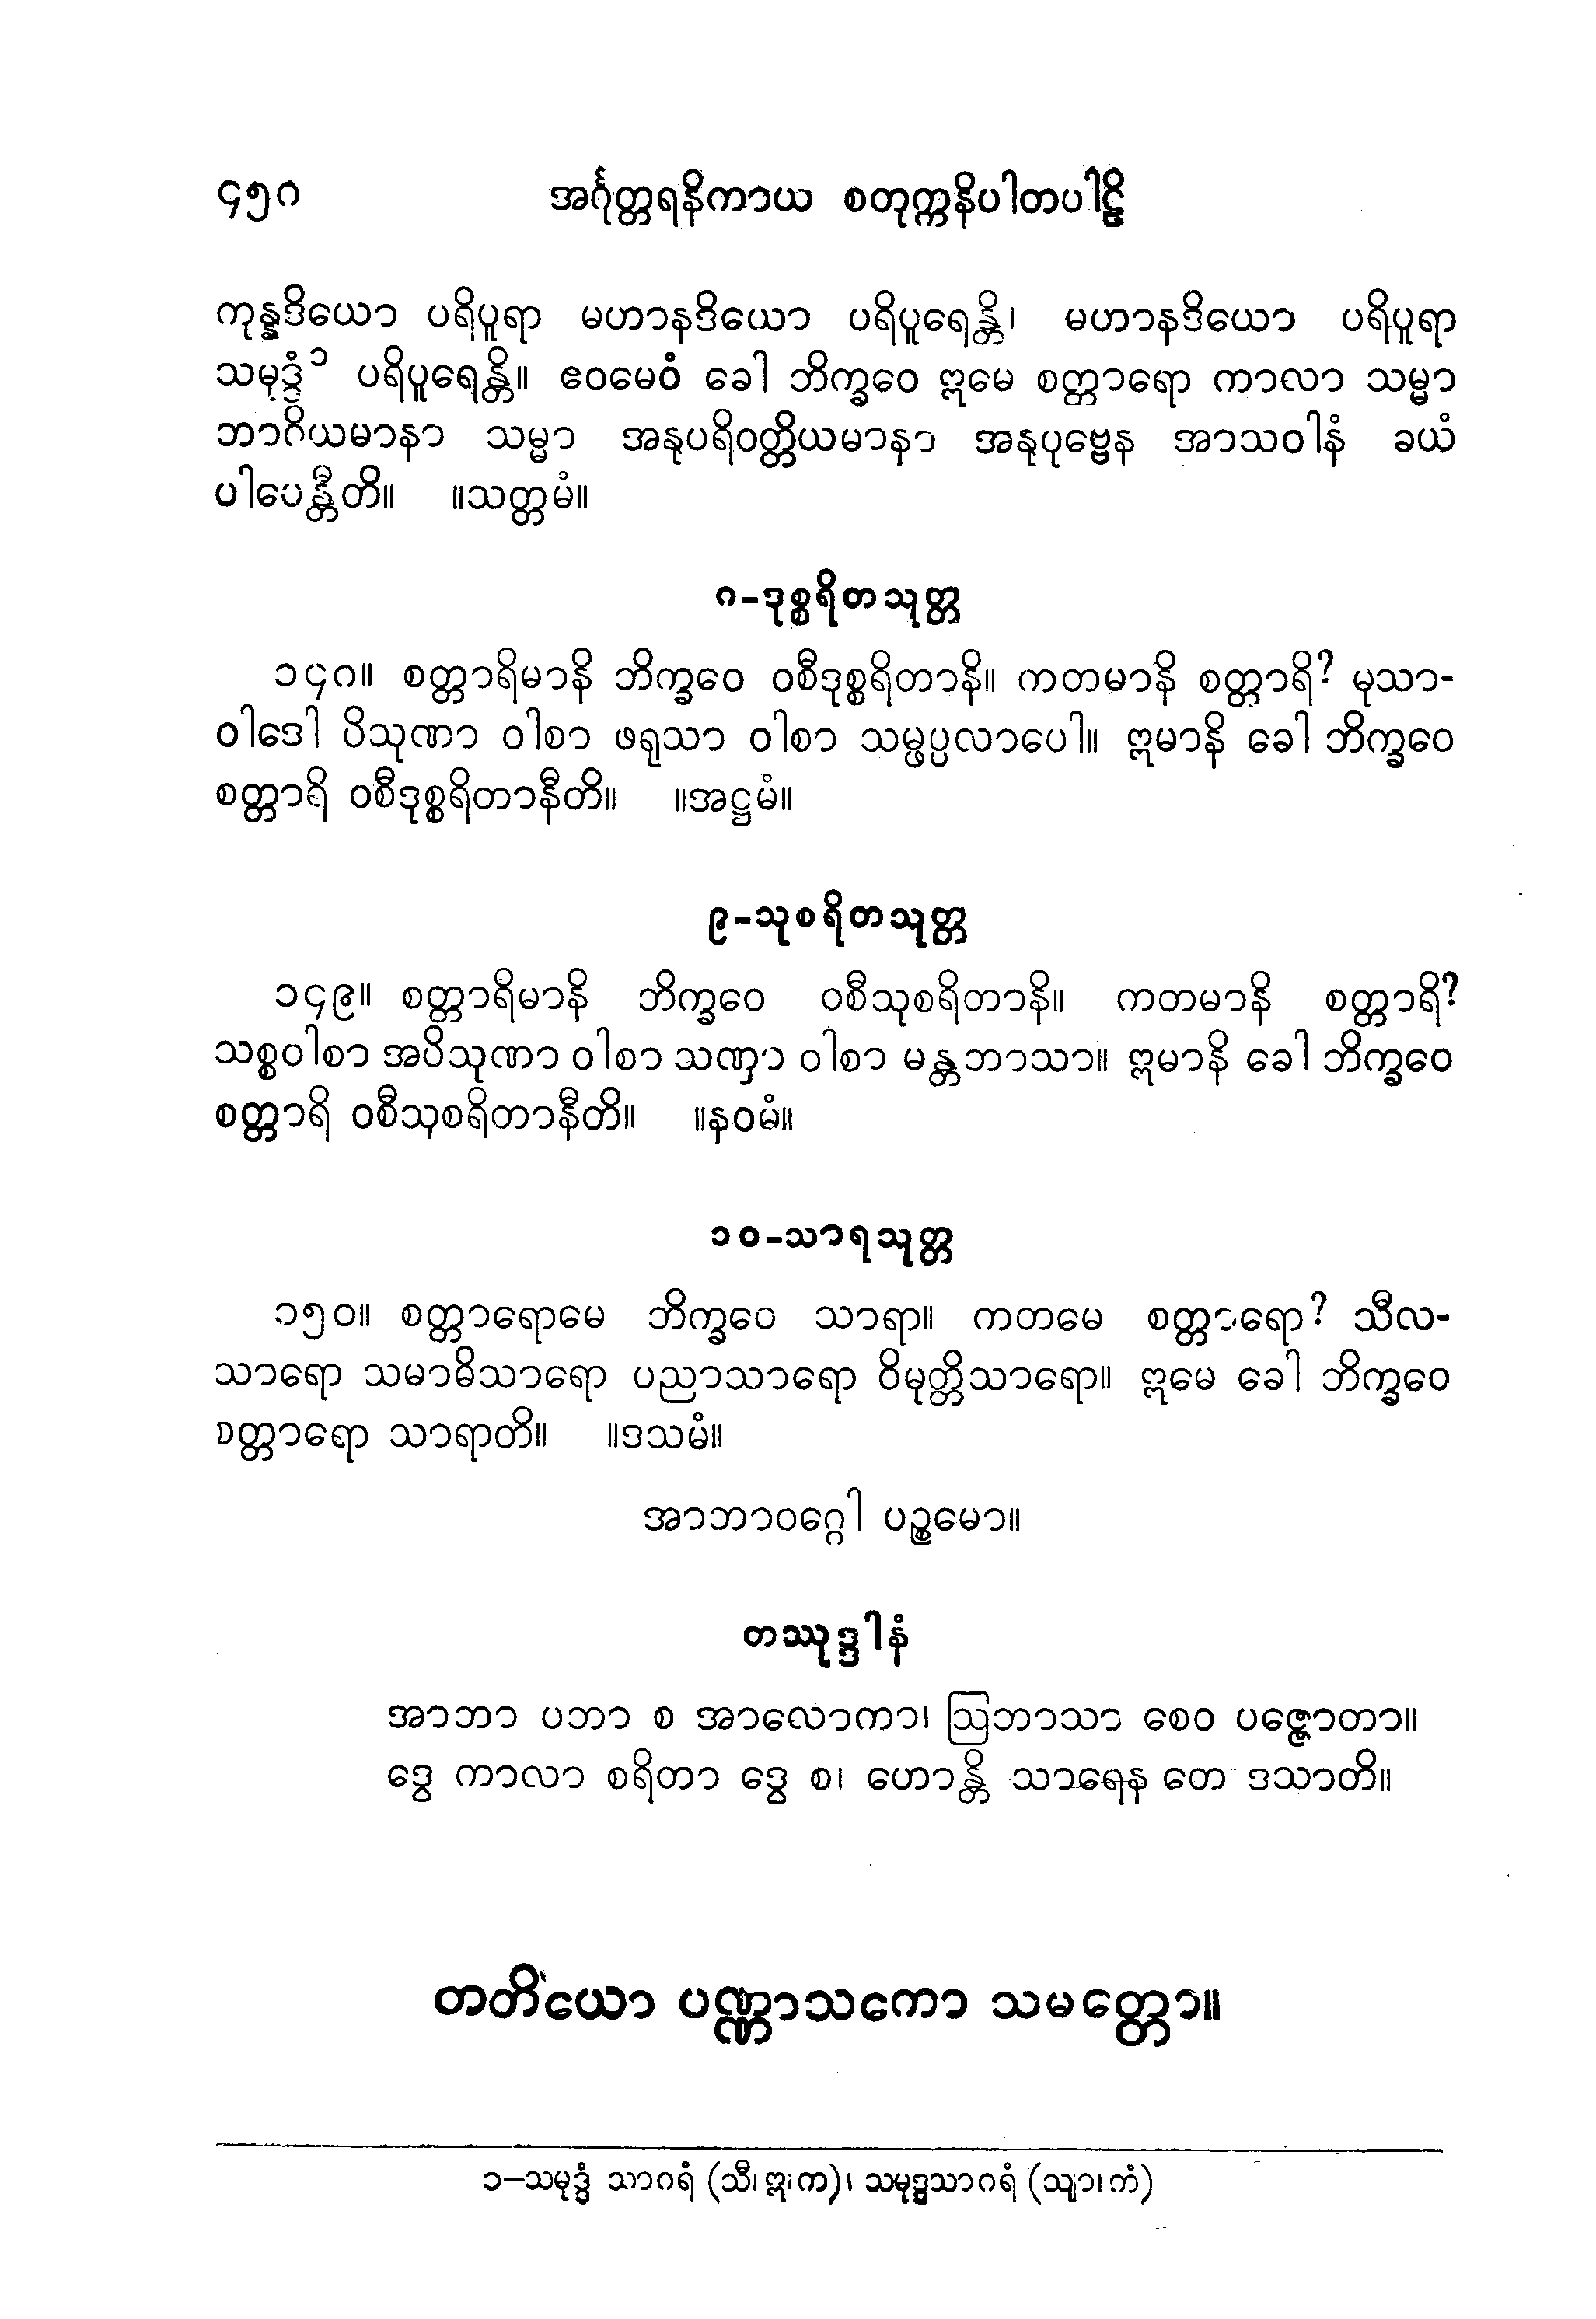 ၄၅၈ အင်္ဂုတ္တရနိကာယ စတုက္ကနိပါတပါဠိ
ကုန္နဒိယော ပရိပူရာ မဟာနဒိယော ပရိပူရေန္တိ၊ မဟာနဒိယော ပရိပူရာ
သမုဒ္ဒံ ၁ ပရိပူရေန္တိ။ ဧဝမေဝံ ခေါ ဘိက္ခဝေ ဣမေ စတ္တာရော ကာလာ သမ္မာ
ဘာဂိယမာနာ သမ္မာ အနုပရိဝတ္တိယမာနာ အနုပုဗ္ဗေန အာသဝါနံ ခယံ
ပါပေန္တီတိ။ ။သတ္တမံ။
၈-ဒုစ္စရိတသုတ္တ
၁၄၈။ စတ္တာရိမာနိ ဘိက္ခဝေ ဝစီဒုစ္စရိတာနိ။ ကတမာနိ စတ္တာရိ? မုသာ-
ဝါဒေါ ပိသုဏာ ဝါစာ ဖရုသာ ဝါစာ သမ္ဖပ္ပလာပေါ။ ဣမာနိ ခေါ ဘိက္ခဝေ
စတ္တာရိ ဝစီဒုစ္စရိတာနီတိ။ ။အဋ္ဌမံ။
၉-သုစရိတသုတ္တ
၁၄၉။ စတ္တာရိမာနိ ဘိက္ခဝေ ဝစီသုစရိတာနိ။ ကတမာနိ စတ္တာရိ?
သစ္စဝါစာ အပိသုဏာ ဝါစာ သဏှာ ဝါစာ မန္တဘာသာ။ ဣမာနိ ခေါ ဘိက္ခဝေ
စတ္တာရိ ဝစီသုစရိတာနီတိ။ ။နဝမံ။
၁၀-သာရသုတ္တ
၁၅၀။ စတ္တာရောမေ ဘိက္ခဝေ သာရာ။ ကတမေ စတ္တာရော? သီလ-
သာရော သမာဓိသာရော ပညာသာရော ဝိမုတ္တိသာရော။ ဣမေ ခေါ ဘိက္ခဝေ
စတ္တာရော သာရာတိ။ ။ဒသမံ။
အာဘာဝဂ္ဂေါ ပဉ္စမော။
တဿုဒ္ဒါနံ
အာဘာ ပဘာ စ အာလောကာ၊ ဩဘာသာ စေဝ ပဇ္ဇောတာ။
ဒွေ ကာလာ စရိတာ ဒွေ စ၊ ဟောန္တိ သာရေန တေ ဒသာတိ။
တတိယော ပဏ္ဏာသကော သမတ္တော။
၁-သမုဒ္ဒံ သာဂရံ (သီ၊ ဣ၊ က)၊ သမုဒ္ဒသာဂရံ (သျာ၊ ကံ)